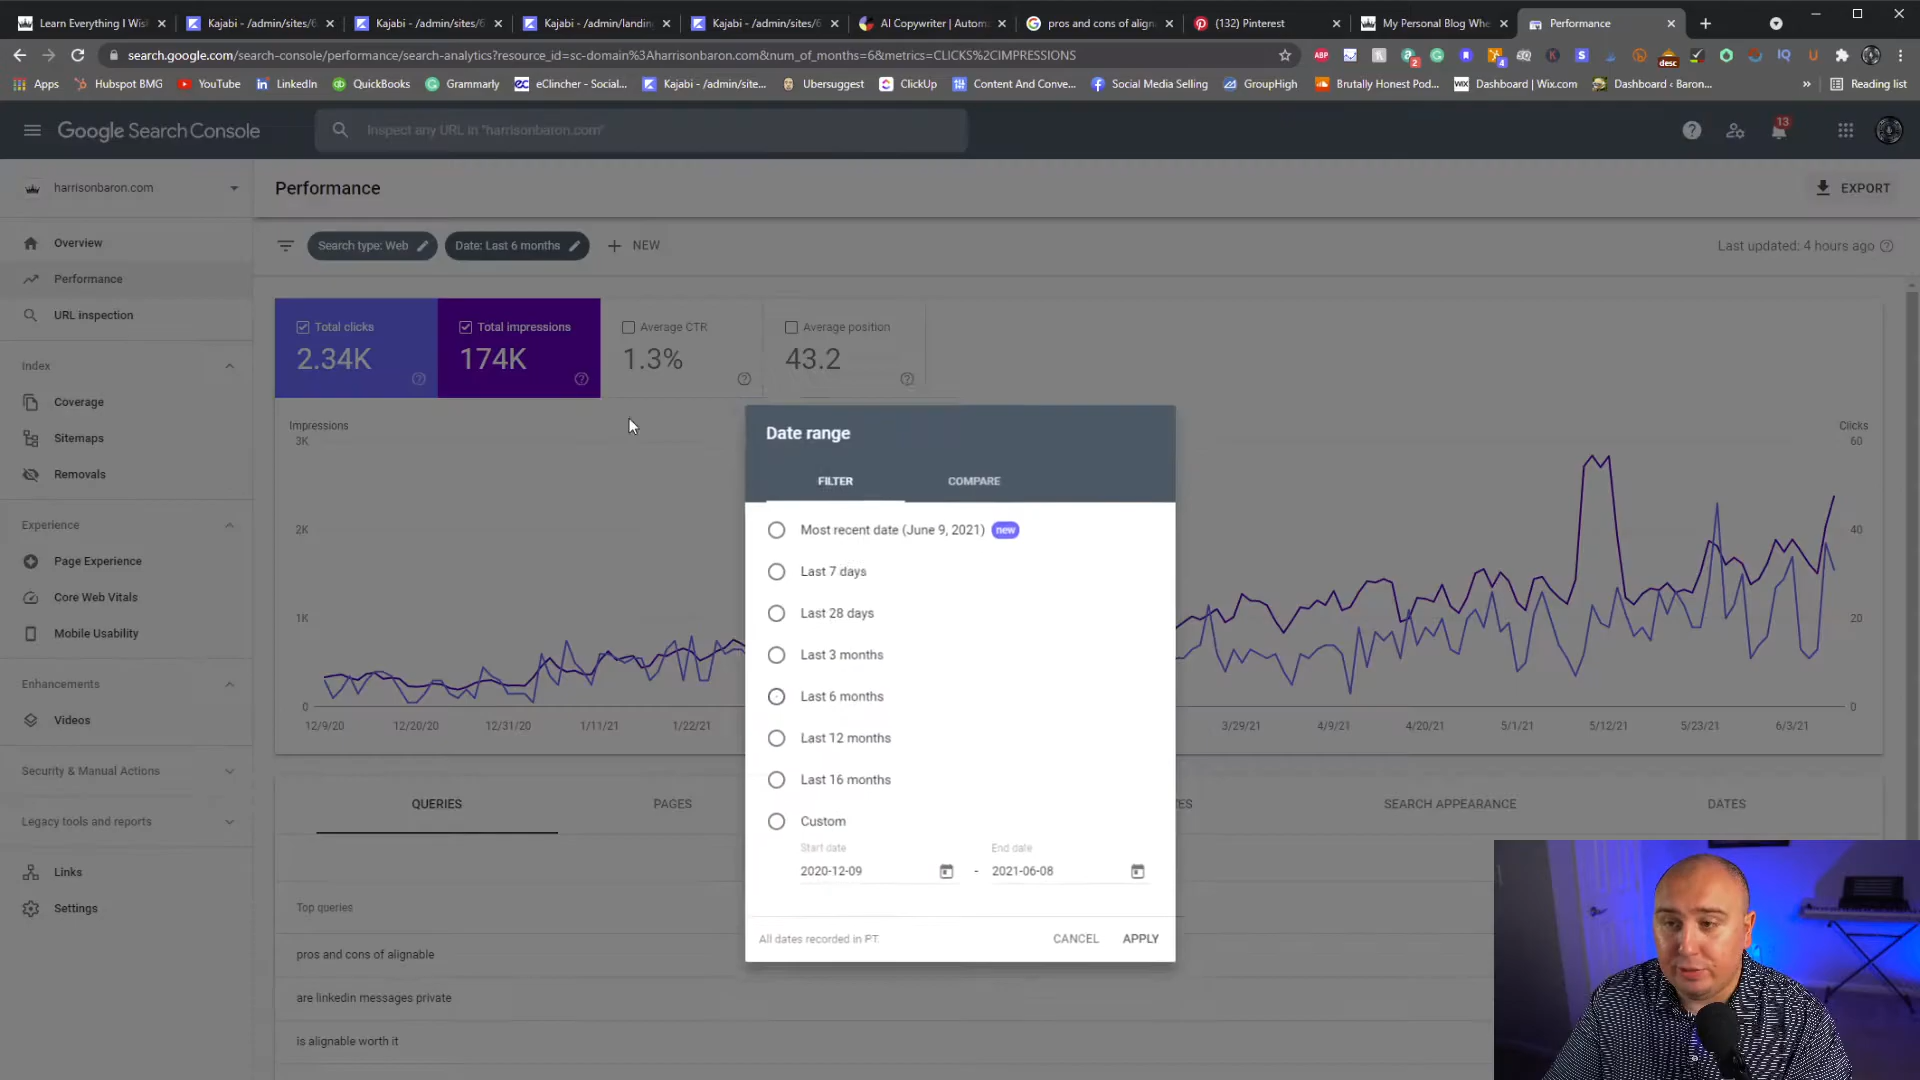 Learn Everything I Wis
Kajabi - /admin/sites/6
Kajabi - /admin/sites/6
Kajabi - /admin/landin
Kajabi - /admin/sites/6
AI Copywriter | Autom
pros and cons of align
(132) Pinterest
My Personal Blog Whe
Performance
search.google.com/search-console/performance/search-analytics?resource_id=sc-domain%3Aharrisonbaron.com&num_of_months=6&metrics=CLICKS%2CIMPRESSIONS
Apps
Hubspot BMG
YouTube
LinkedIn
QuickBooks
Grammarly
eClincher - Social...
Kajabi - /admin/site...
Ubersuggest
ClickUp
Content And Conve...
Social Media Selling
GroupHigh
Brutally Honest Pod...
Dashboard | Wix.com
Dashboard ‹ Baron...
Reading list
Google Search Console
Inspect any URL in "harrisonbaron.com"
13
harrisonbaron.com
Performance
EXPORT
Search type: Web
Date: Last 6 months
NEW
Last updated: 4 hours ago
Overview
Performance
URL inspection
Index
Coverage
Sitemaps
Removals
Experience
Page Experience
Core Web Vitals
Mobile Usability
Enhancements
Videos
Security & Manual Actions
Legacy tools and reports
Links
Settings
Total clicks
2.34K
Total impressions
174K
Average CTR
1.3%
Average position
43.2
Impressions
3K
2K
1K
0
Clicks
60
40
20
0
12/9/20
12/20/20
12/31/20
1/11/21
1/22/21
3/29/21
4/9/21
4/20/21
5/1/21
5/12/21
5/23/21
6/3/21
Date range
FILTER
COMPARE
Most recent date (June 9, 2021) new
Last 7 days
Last 28 days
Last 3 months
Last 6 months
Last 12 months
Last 16 months
Custom
Start date
End date
2020-12-09 - 2021-06-08
All dates recorded in PT
CANCEL
APPLY
QUERIES
PAGES
SEARCH APPEARANCE
DATES
Top queries
pros and cons of alignable
are linkedin messages private
is alignable worth it